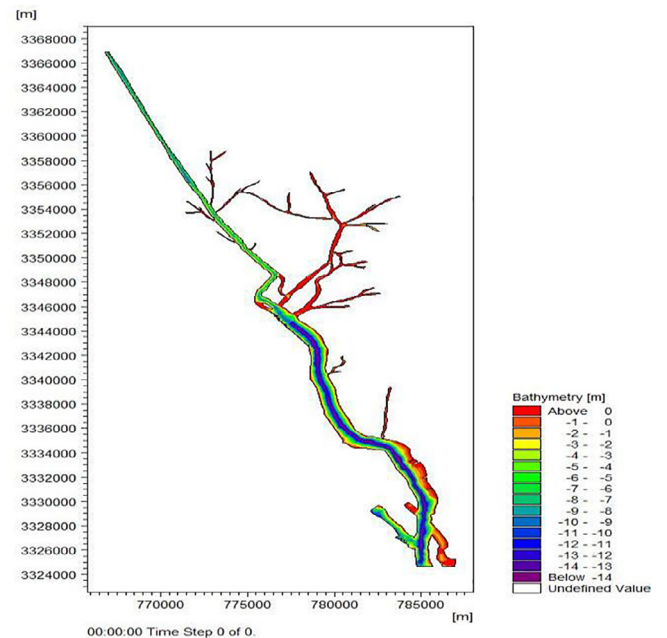 [m]
3368000
3366000
3364000
3362000
3360000
3358000
3356000
3354000
3352000
3350000
3348000
3346000
3344000
3342000
3340000
3338000
3336000
3334000
3332000
3330000
3328000
3326000
3324000
770000 775000 780000 785000
[m]
00:00:00 Time Step 0 of 0.
Bathymetry [m]
Above 0
-1 - 0
-2 - -1
-3 - -2
-4 - -3
-5 - -4
-6 - -5
-7 - -6
-8 - -7
-9 - -8
-10 - -9
-11 - -10
-12 - -11
-13 - -12
-14 - -13
Below -14
Undefined Value